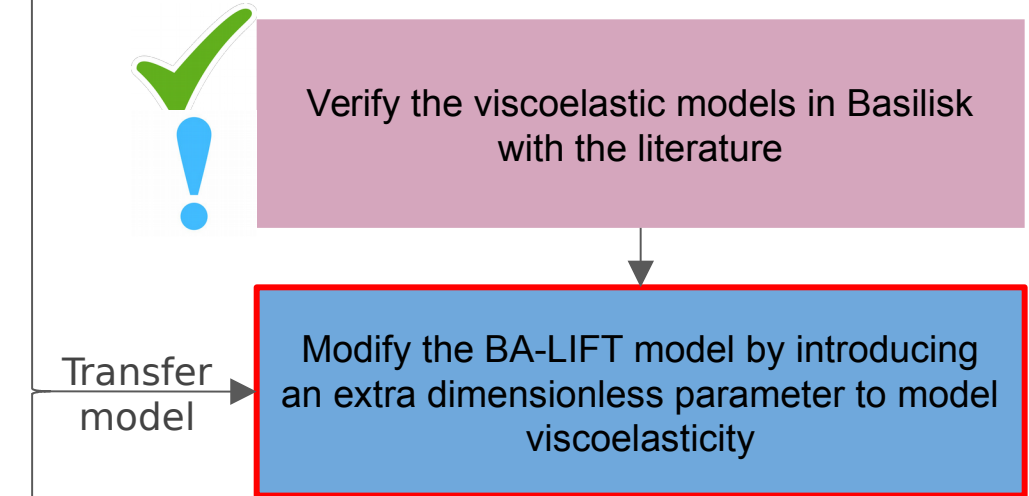 Verify the viscoelastic models in Basilisk
with the literature
Transfer
model
Modify the BA-LIFT model by introducing
an extra dimensionless parameter to model
viscoelasticity